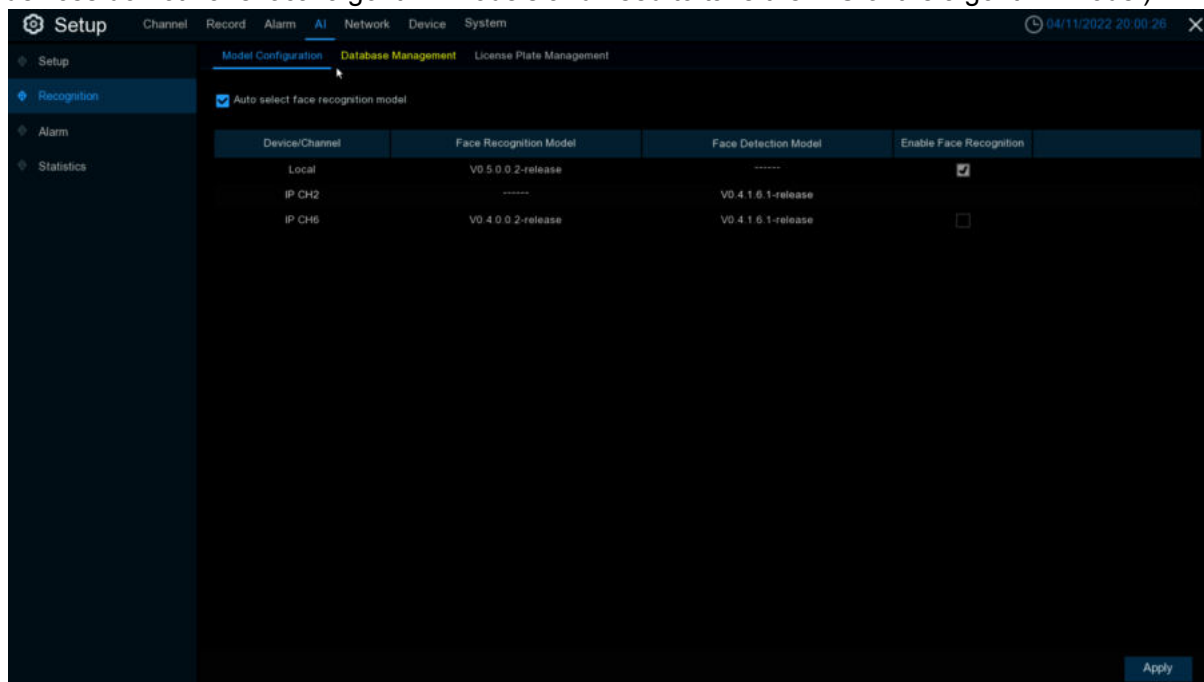 Setup Channel Record Alarm AI Network Device System 04/11/2022 20:00:26
Setup Model Configuration Database Management License Plate Management
Recognition Auto select face recognition model
Alarm
Statistics
Device/Channel Face Recognition Model Face Detection Model Enable Face Recognition
Local V0.5.0.0.2-release ------
IP CH2 ------ V0.4.1.6.1-release
IP CH6 V0.4.0.0.2-release V0.4.1.6.1-release
Apply